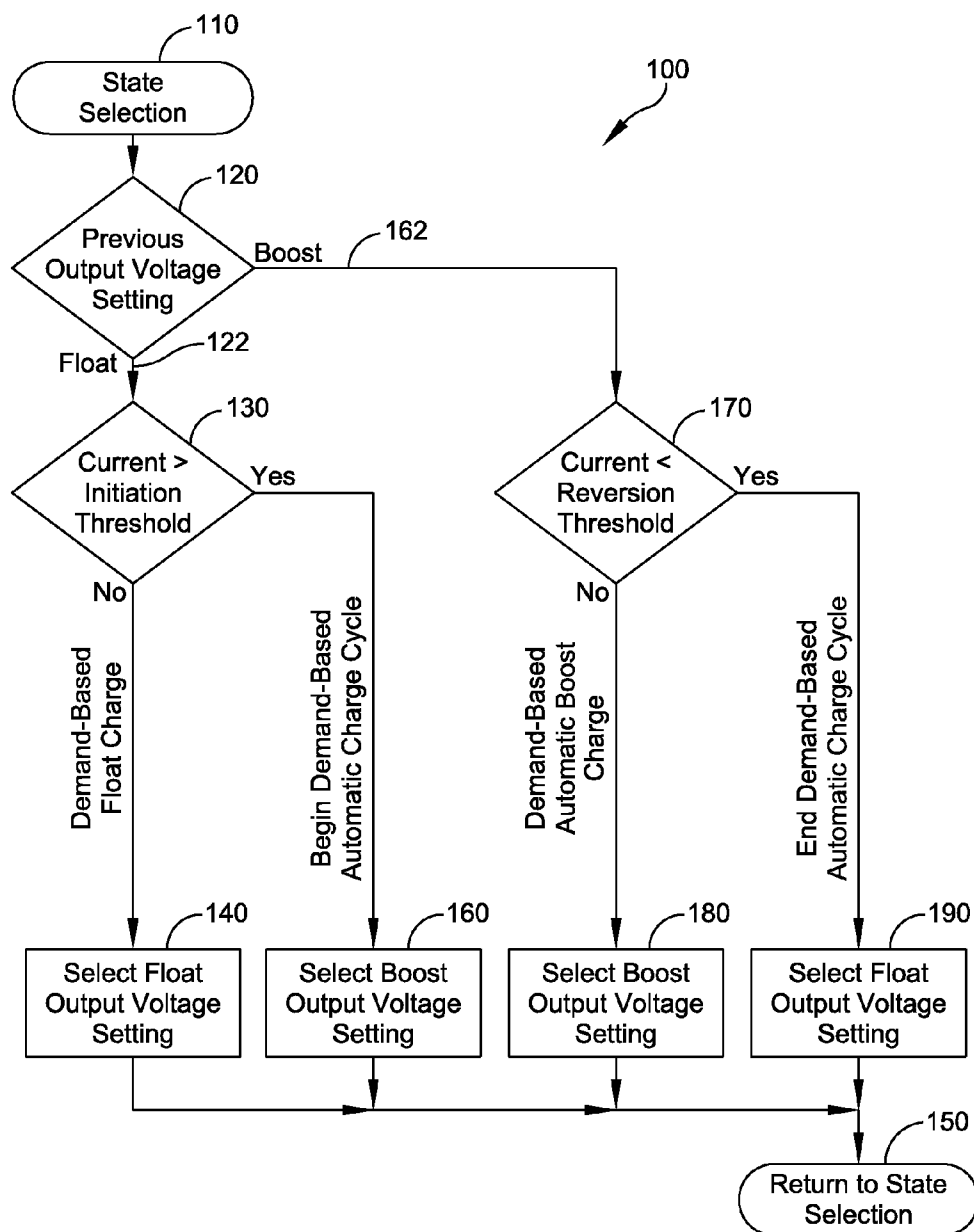 110
State
Selection
100
120
Previous
Output Voltage
Setting
Boost
162
Float
122
130
Current >
Initiation
Threshold
Yes
No
170
Current <
Reversion
Threshold
Yes
No
Demand-Based
Float Charge
Begin Demand-Based
Automatic Charge Cycle
Demand-Based
Automatic Boost
Charge
End Demand-Based
Automatic Charge Cycle
140
Select Float
Output Voltage
Setting
160
Select Boost
Output Voltage
Setting
180
Select Boost
Output Voltage
Setting
190
Select Float
Output Voltage
Setting
150
Return to State
Selection